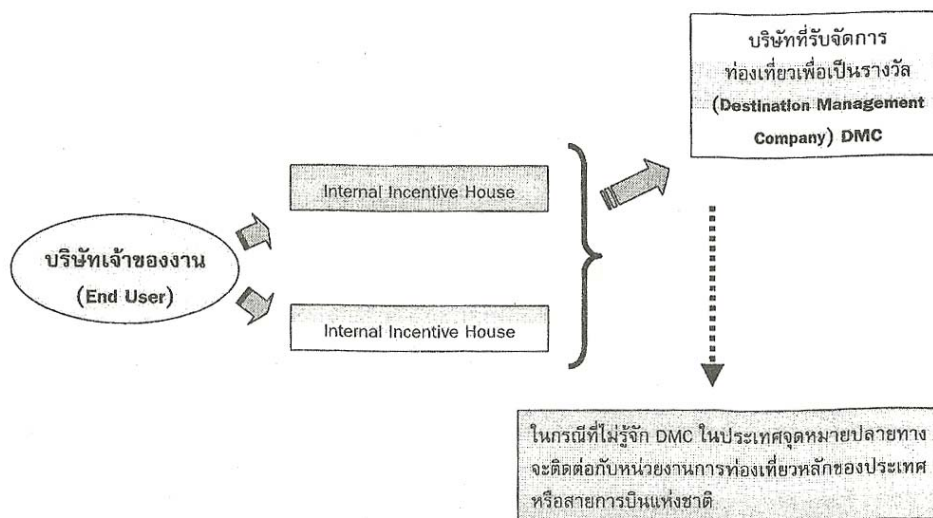 บริษัทที่รับจัดการ
ท่องเที่ยวเพื่อเป็นรางวัล
(Destination Management
Company) DMC
Internal Incentive House
บริษัทเจ้าของงาน
(End User)
Internal Incentive House
ในกรณีที่ไม่รู้จัก DMC ในประเทศจุดหมายปลายทาง
จะติดต่อกับหน่วยงานการท่องเที่ยวหลักของประเทศ
หรือสายการบินแห่งชาติ